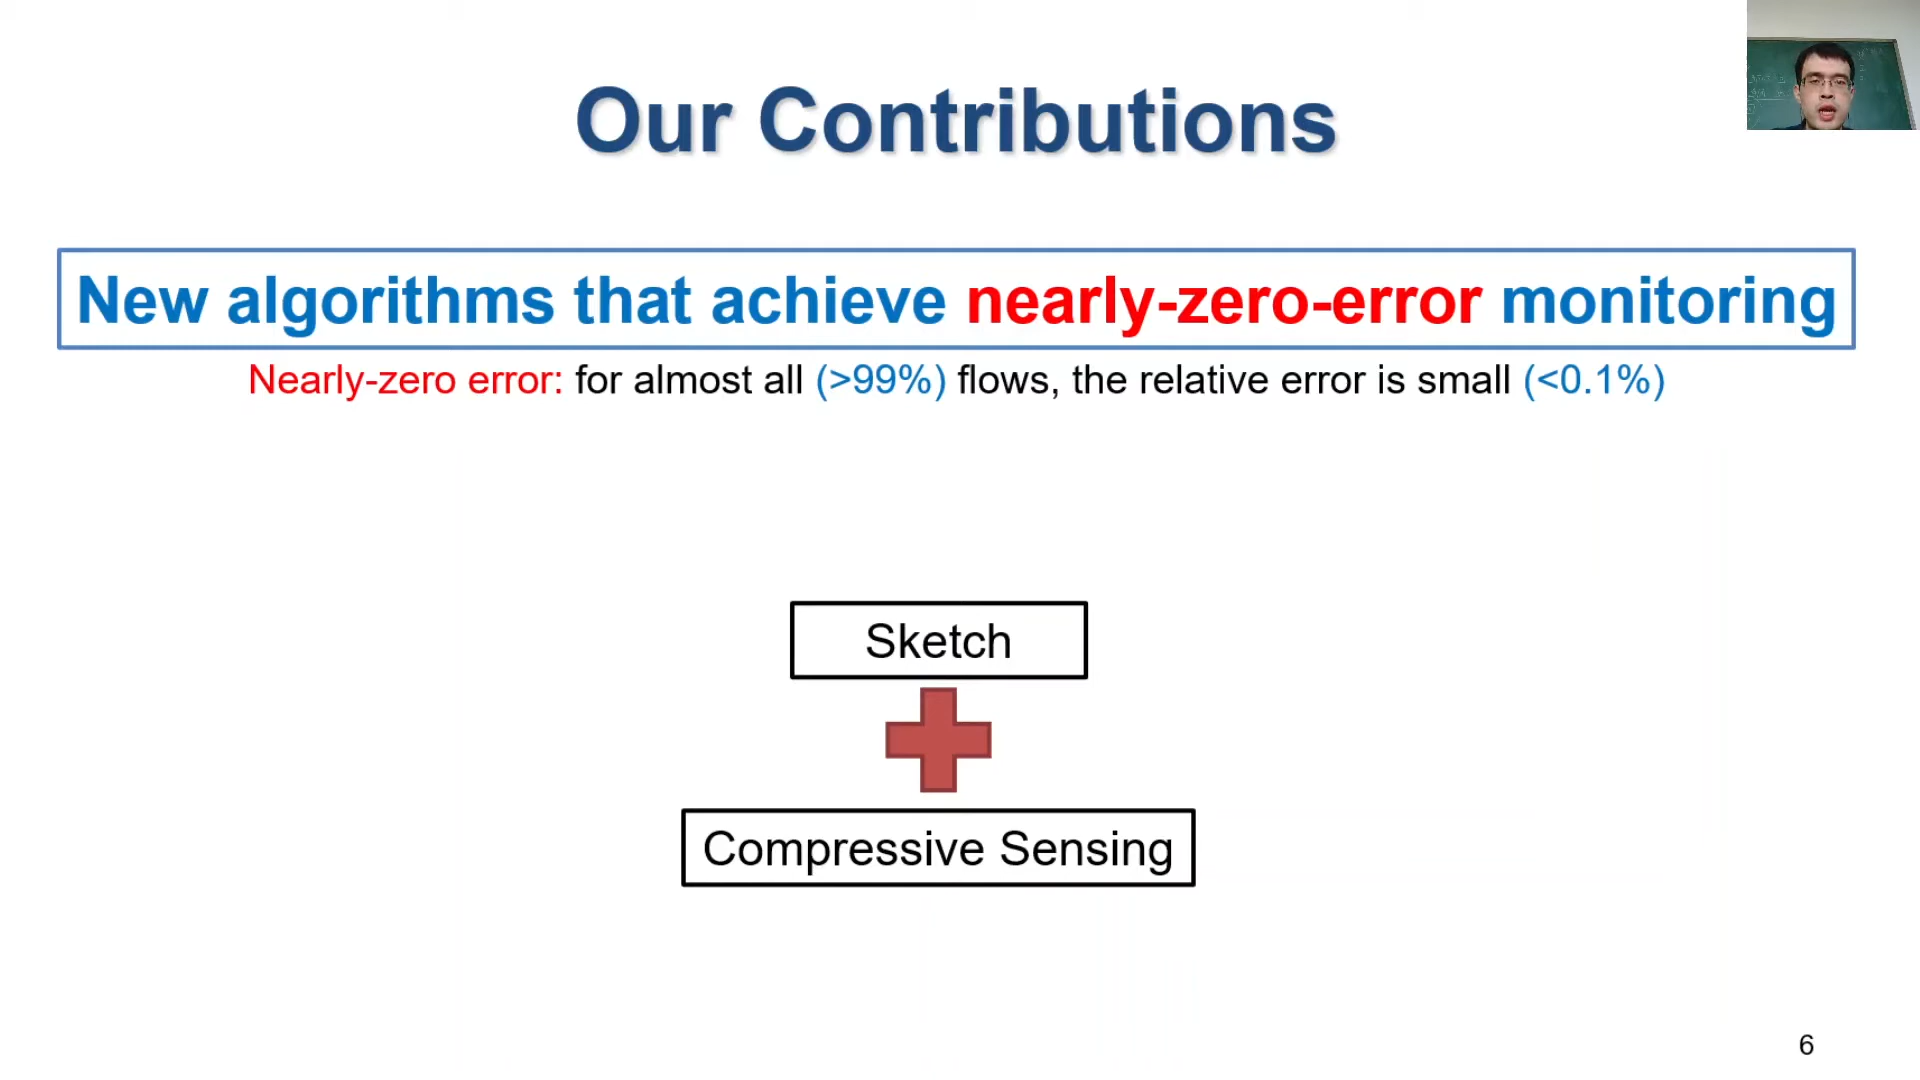 Our Contributions
New algorithms that achieve nearly-zero-error monitoring
Nearly-zero error: for almost all (>99%) flows, the relative error is small (<0.1%)
Sketch
Compressive Sensing
6